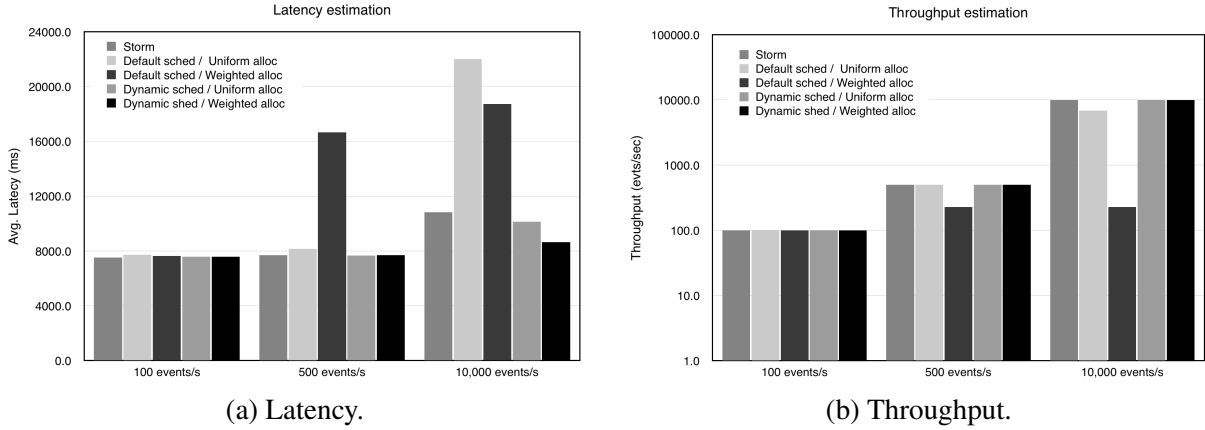 Latency estimation
24000.0
20000.0
16000.0
12000.0
8000.0
4000.0
0.0
Avg. Latecy (ms)
Storm
Default sched /  Uniform alloc
Default sched / Weighted alloc
Dynamic sched / Uniform alloc
Dynamic shed / Weighted alloc
100 events/s
500 events/s
10,000 events/s
(a) Latency.
Throughput estimation
100000.0
10000.0
1000.0
100.0
10.0
1.0
Throughput (evts/sec)
Storm
Default sched /  Uniform alloc
Default sched / Weighted alloc
Dynamic sched / Uniform alloc
Dynamic shed / Weighted alloc
100 events/s
500 events/s
10,000 events/s
(b) Throughput.